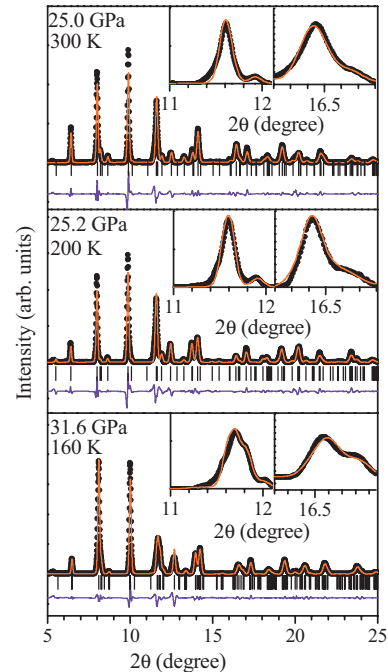 25.0 GPa
300 K
11 12 16.5
2θ (degree)
25.2 GPa
200 K
11 12 16.5
2θ (degree)
Intensity (arb. units)
31.6 GPa
160 K
11 12 16.5
2θ (degree)
5 10 15 20 25
2θ (degree)